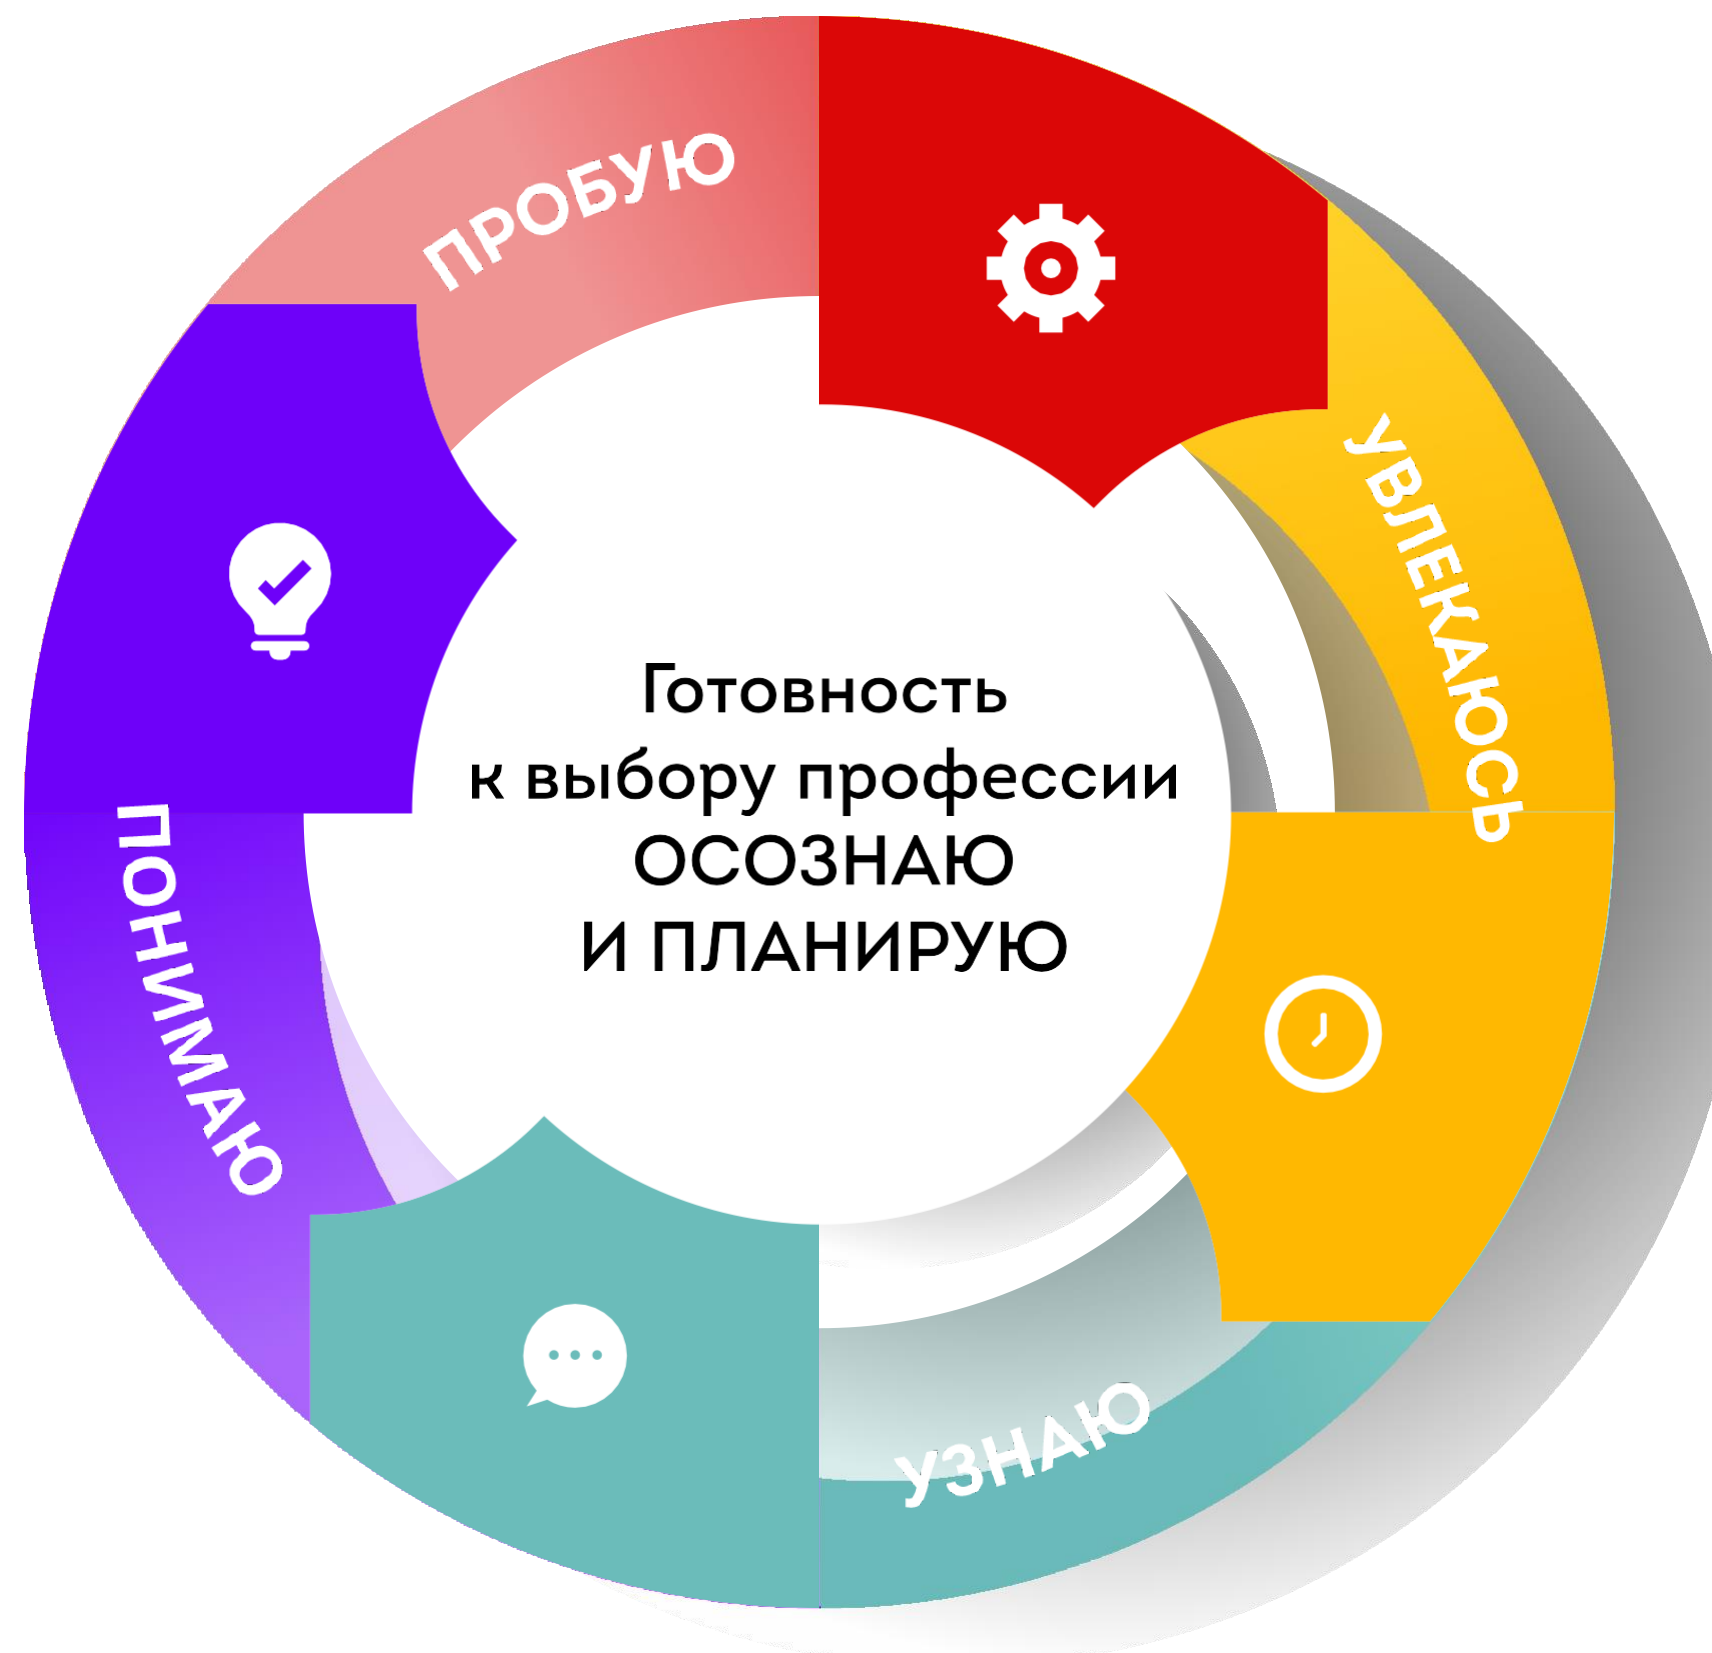 ПРОБУЮ
УВЛЕКАЮСЬ
Готовность
к выбору профессии
ОСОЗНАЮ
И ПЛАНИРУЮ
ПОНИМАЮ
УЗНАЮ